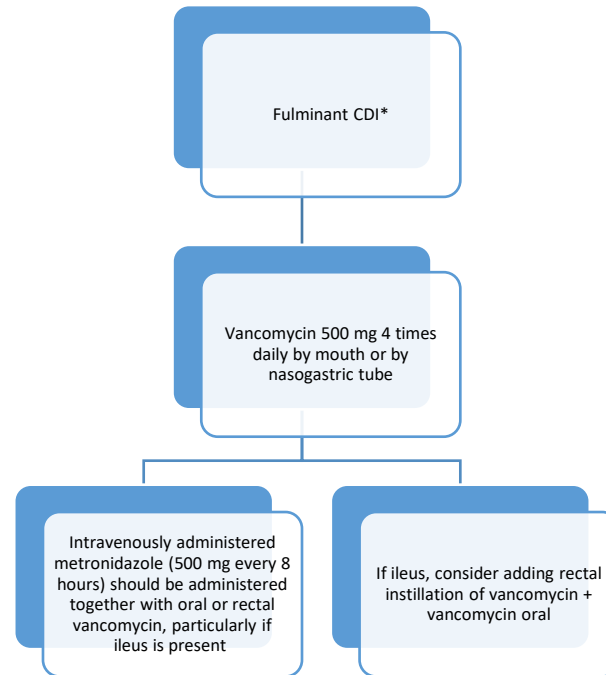 Fulminant CDI*
Vancomycin 500 mg 4 times
daily by mouth or by
nasogastric tube
Intravenously administered
metronidazole (500 mg every 8
hours) should be administered
together with oral or rectal
vancomycin, particularly if
ileus is present
If ileus, consider adding rectal
instillation of vancomycin +
vancomycin oral